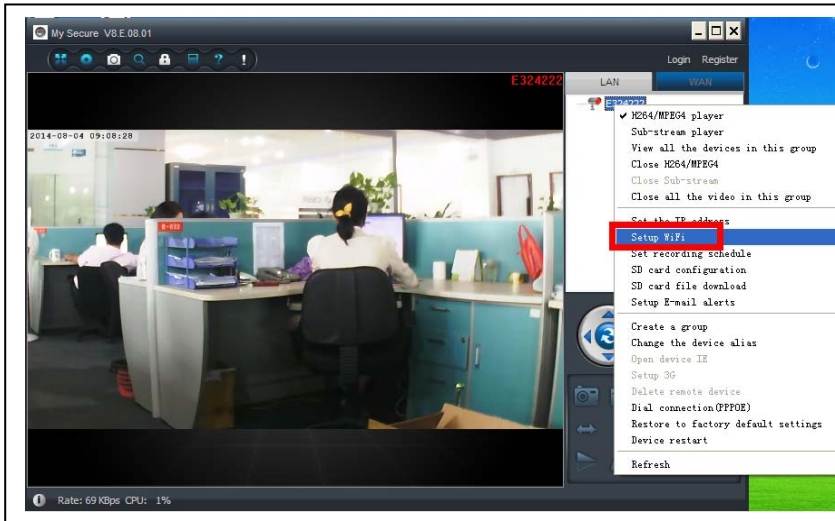 My Secure V8.E.08.01
Login Register
E324222
LAN WAN
E324222
2014-08-04 09:08:28
H264/MPEG4 player
Sub-stream player
View all the devices in this group
Close H264/MPEG4
Close Sub-stream
Close all the video in this group
Set the IP address
Setup WiFi
Set recording schedule
SD card configuration
SD card file download
Setup E-mail alerts
Create a group
Change the device alias
Open device IE
Setup 3G
Delete remote device
Dial connection(PPPOE)
Restore to factory default settings
Device restart
Refresh
Rate: 69 KBps CPU: 1%